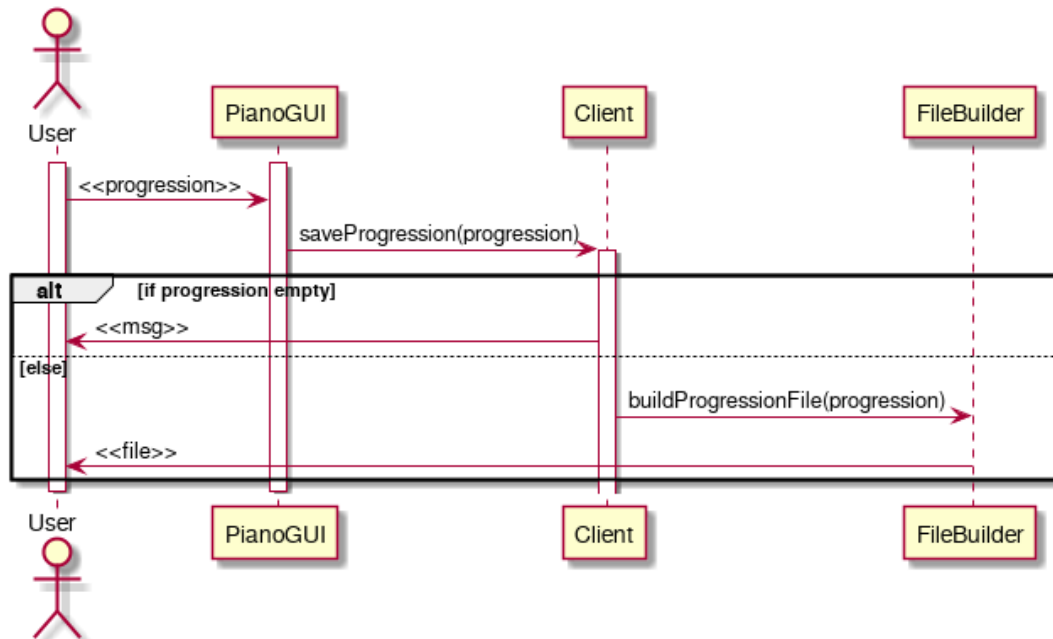 User
PianoGUI
Client
FileBuilder
<<progression>>
saveProgression(progression)
alt
[if progression empty]
<<msg>>
[else]
buildProgressionFile(progression)
<<file>>
User
PianoGUI
Client
FileBuilder